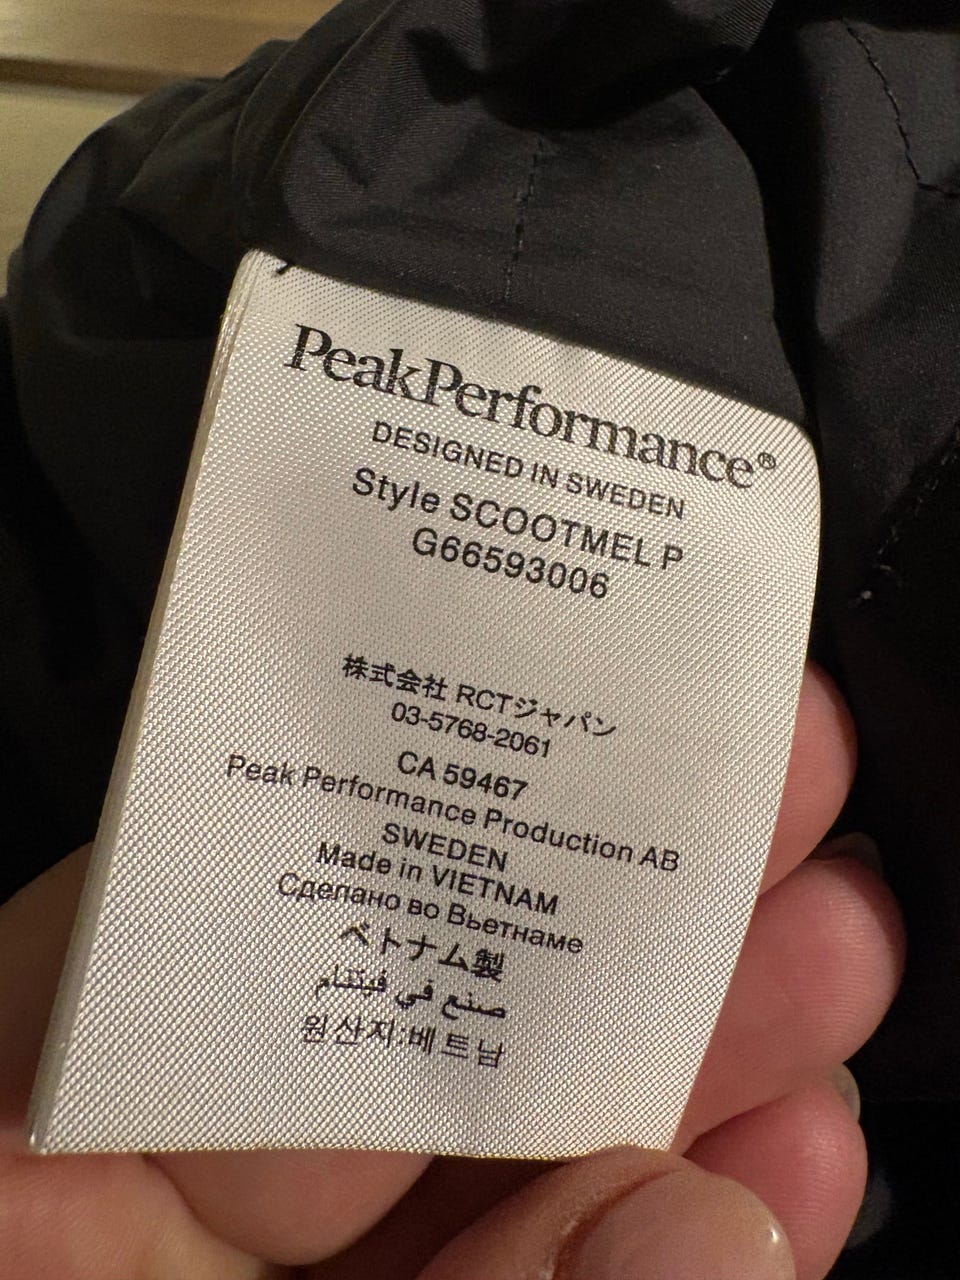 PeakPerformance®
DESIGNED IN SWEDEN
Style SCOOTMEL P
G66593006
株式会社 RCTジャパン
03-5768-2061
CA 59467
Peak Performance Production AB
SWEDEN
Made in VIETNAM
Сделано во Вьетнаме
ベトナム製
صنع في فيتنام
원산지:베트남